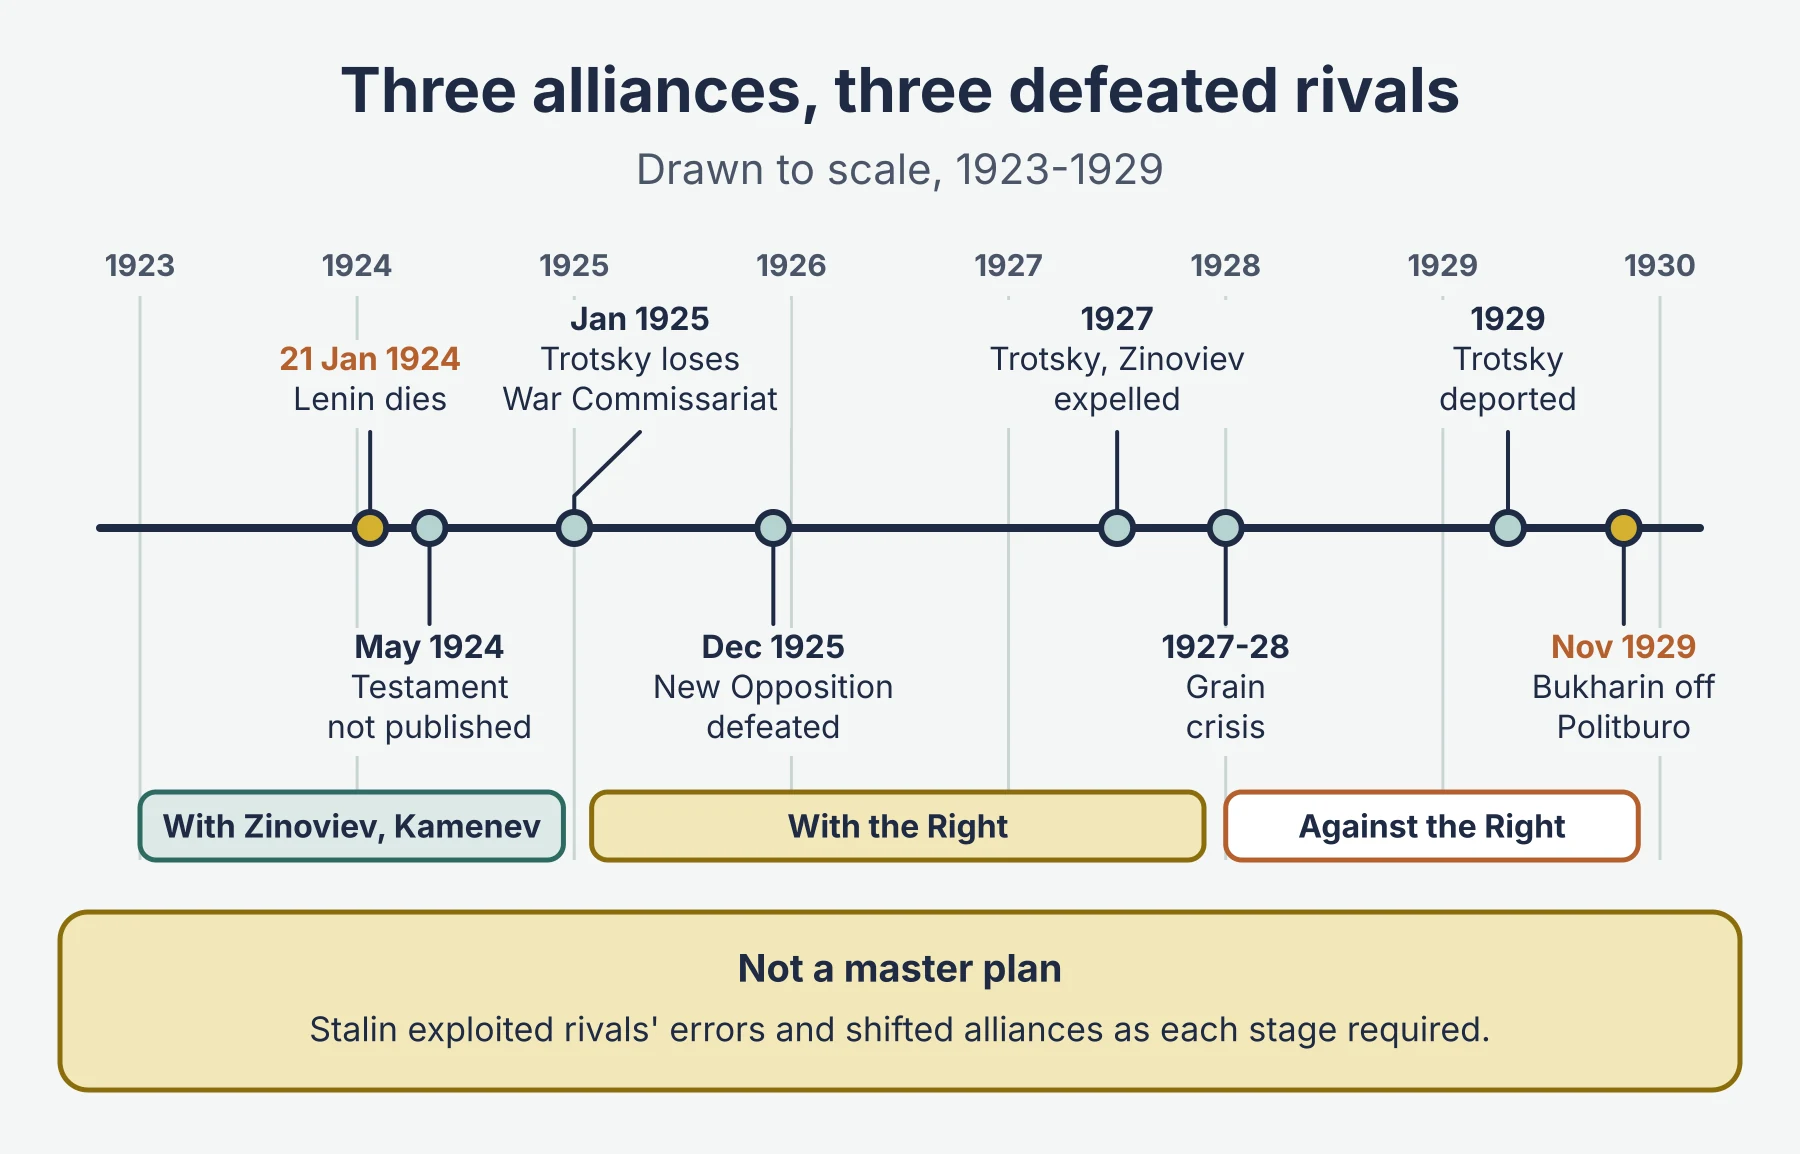 Three alliances, three defeated rivals
Drawn to scale, 1923-1929
1923
1924
1925
1926
1927
1928
1929
1930
21 Jan 1924
Lenin dies
Jan 1925
Trotsky loses
War Commissariat
1927
Trotsky, Zinoviev
expelled
1929
Trotsky
deported
May 1924
Testament
not published
Dec 1925
New Opposition
defeated
1927-28
Grain
crisis
Nov 1929
Bukharin off
Politburo
With Zinoviev, Kamenev
With the Right
Against the Right
Not a master plan
Stalin exploited rivals' errors and shifted alliances as each stage required.